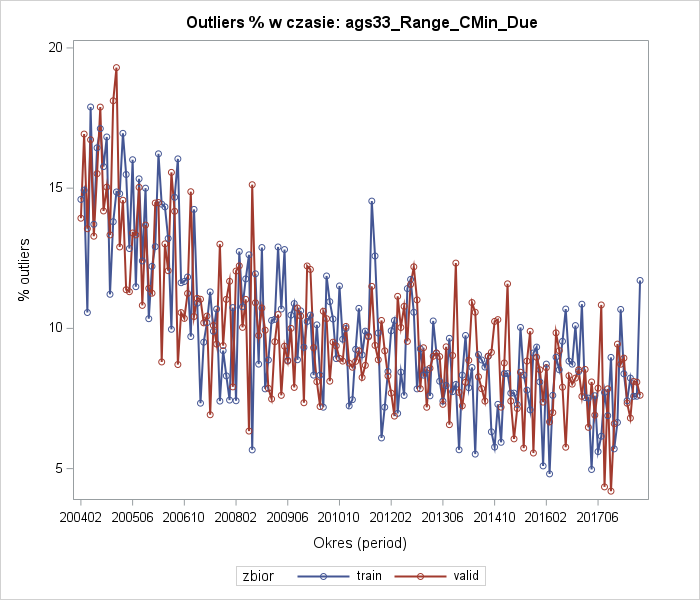 Outliers % w czasie: ags33_Range_CMin_Due
20
15
10
5
% outliers
200402 200506 200610 200802 200906 201010 201202 201306 201410 201602 201706
Okres (period)
zbior train valid